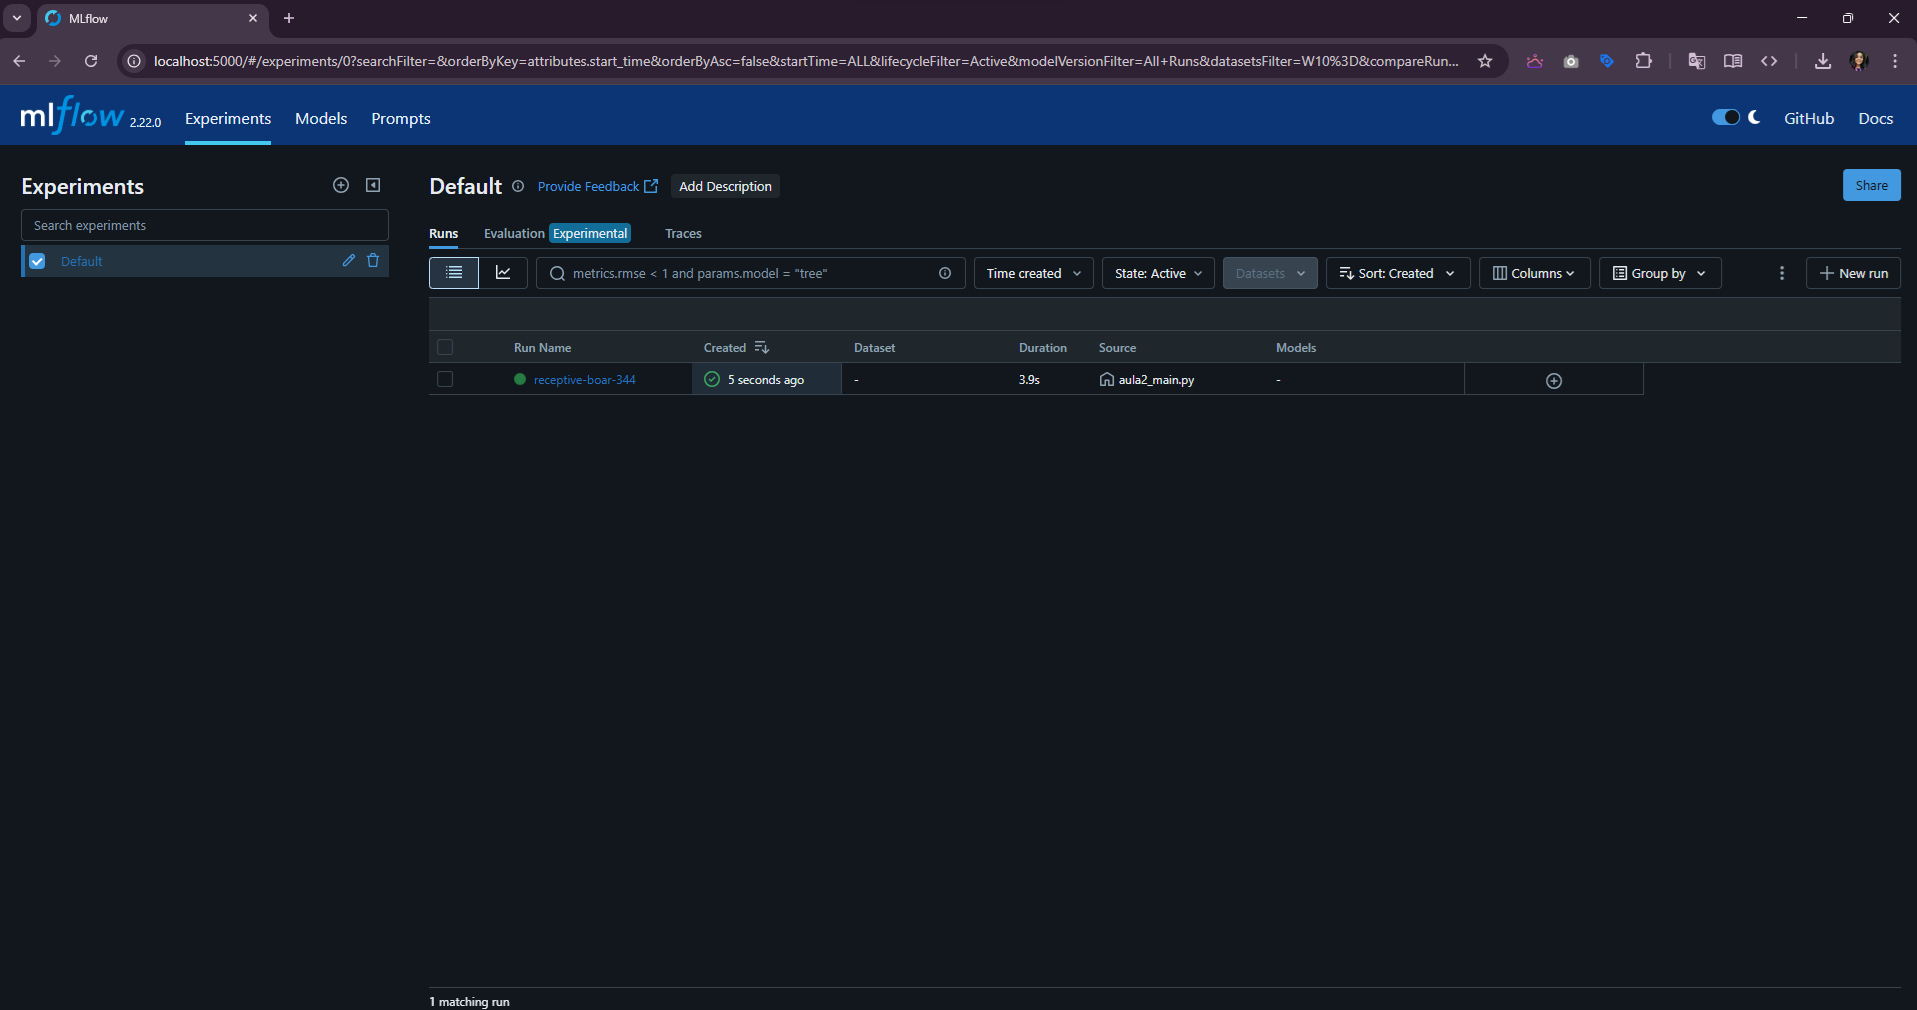 MLflow
localhost:5000/#/experiments/0?searchFilter=&orderByKey=attributes.start_time&orderByAsc=false&startTime=ALL&lifecycleFilter=Active&modelVersionFilter=All+Runs&datasetsFilter=W10%3D&compareRun...
mlflow 2.22.0 Experiments Models Prompts GitHub Docs
Experiments
Search experiments
Default
Default Provide Feedback Add Description Share
Runs Evaluation Experimental Traces
metrics.rmse < 1 and params.model = "tree" Time created State: Active Datasets Sort: Created Columns Group by New run
Run Name Created Dataset Duration Source Models
receptive-boar-344 5 seconds ago - 3.9s aula2_main.py -
1 matching run